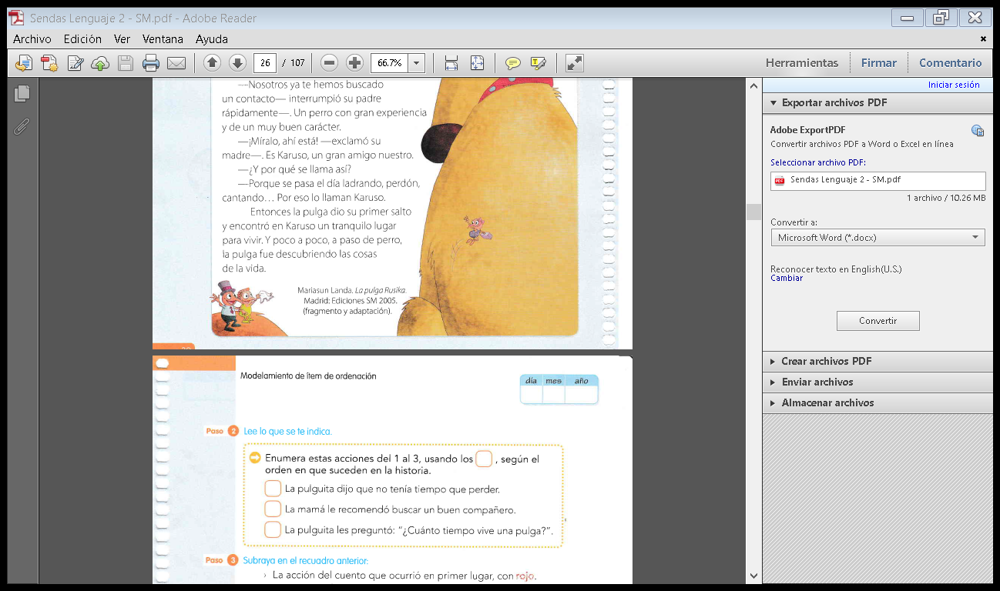 Sendas Lenguaje 2 - SM.pdf - Adobe Reader
Archivo Edición Ver Ventana Ayuda
26 / 107 66.7% Herramientas Firmar Comentario
Iniciar sesión
Exportar archivos PDF
Adobe ExportPDF
Convertir archivos PDF a Word o Excel en línea
Seleccionar archivo PDF:
Sendas Lenguaje 2 - SM.pdf
1 archivo / 10.26 MB
Convertir a:
Microsoft Word (*.docx)
Reconocer texto en English(U.S.)
Cambiar
Convertir
Crear archivos PDF
Enviar archivos
Almacenar archivos
—Nosotros ya te hemos buscado
un contacto— interrumpió su padre
rápidamente—. Un perro con gran experiencia
y de un muy buen carácter.
—¡Míralo, ahí está! —exclamó su
madre—. Es Karuso, un gran amigo nuestro.
—¿Y por qué se llama así?
—Porque se pasa el día ladrando, perdón,
cantando… Por eso lo llaman Karuso.
Entonces la pulga dio su primer salto
y encontró en Karuso un tranquilo lugar
para vivir. Y poco a poco, a paso de perro,
la pulga fue descubriendo las cosas
de la vida.
Mariasun Landa. La pulga Rusika.
Madrid: Ediciones SM 2005.
(fragmento y adaptación).
Modelamiento de ítem de ordenación
día mes año
Paso 2 Lee lo que se te indica.
Enumera estas acciones del 1 al 3, usando los , según el
orden en que suceden en la historia.
La pulguita dijo que no tenía tiempo que perder.
La mamá le recomendó buscar un buen compañero.
La pulguita les preguntó: “¿Cuánto tiempo vive una pulga?”.
Paso 3 Subraya en el recuadro anterior:
› La acción del cuento que ocurrió en primer lugar, con rojo.